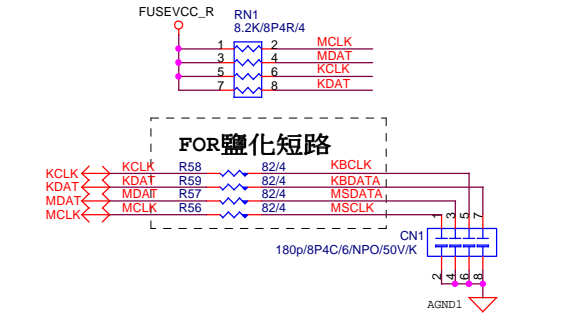 FUSEVCC_R
RN1
8.2K/8P4R/4
1 2 MCLK
3 4 MDAT
5 6 KCLK
7 8 KDAT
FOR鹽化短路
KCLK KCLK R58 82/4 KBCLK
KDAT KDAT R59 82/4 KBDATA
MDAT MDAT R57 82/4 MSDATA
MCLK MCLK R56 82/4 MSCLK
1 3 5 7
CN1
180p/8P4C/6/NPO/50V/K
2 4 6 8
AGND1